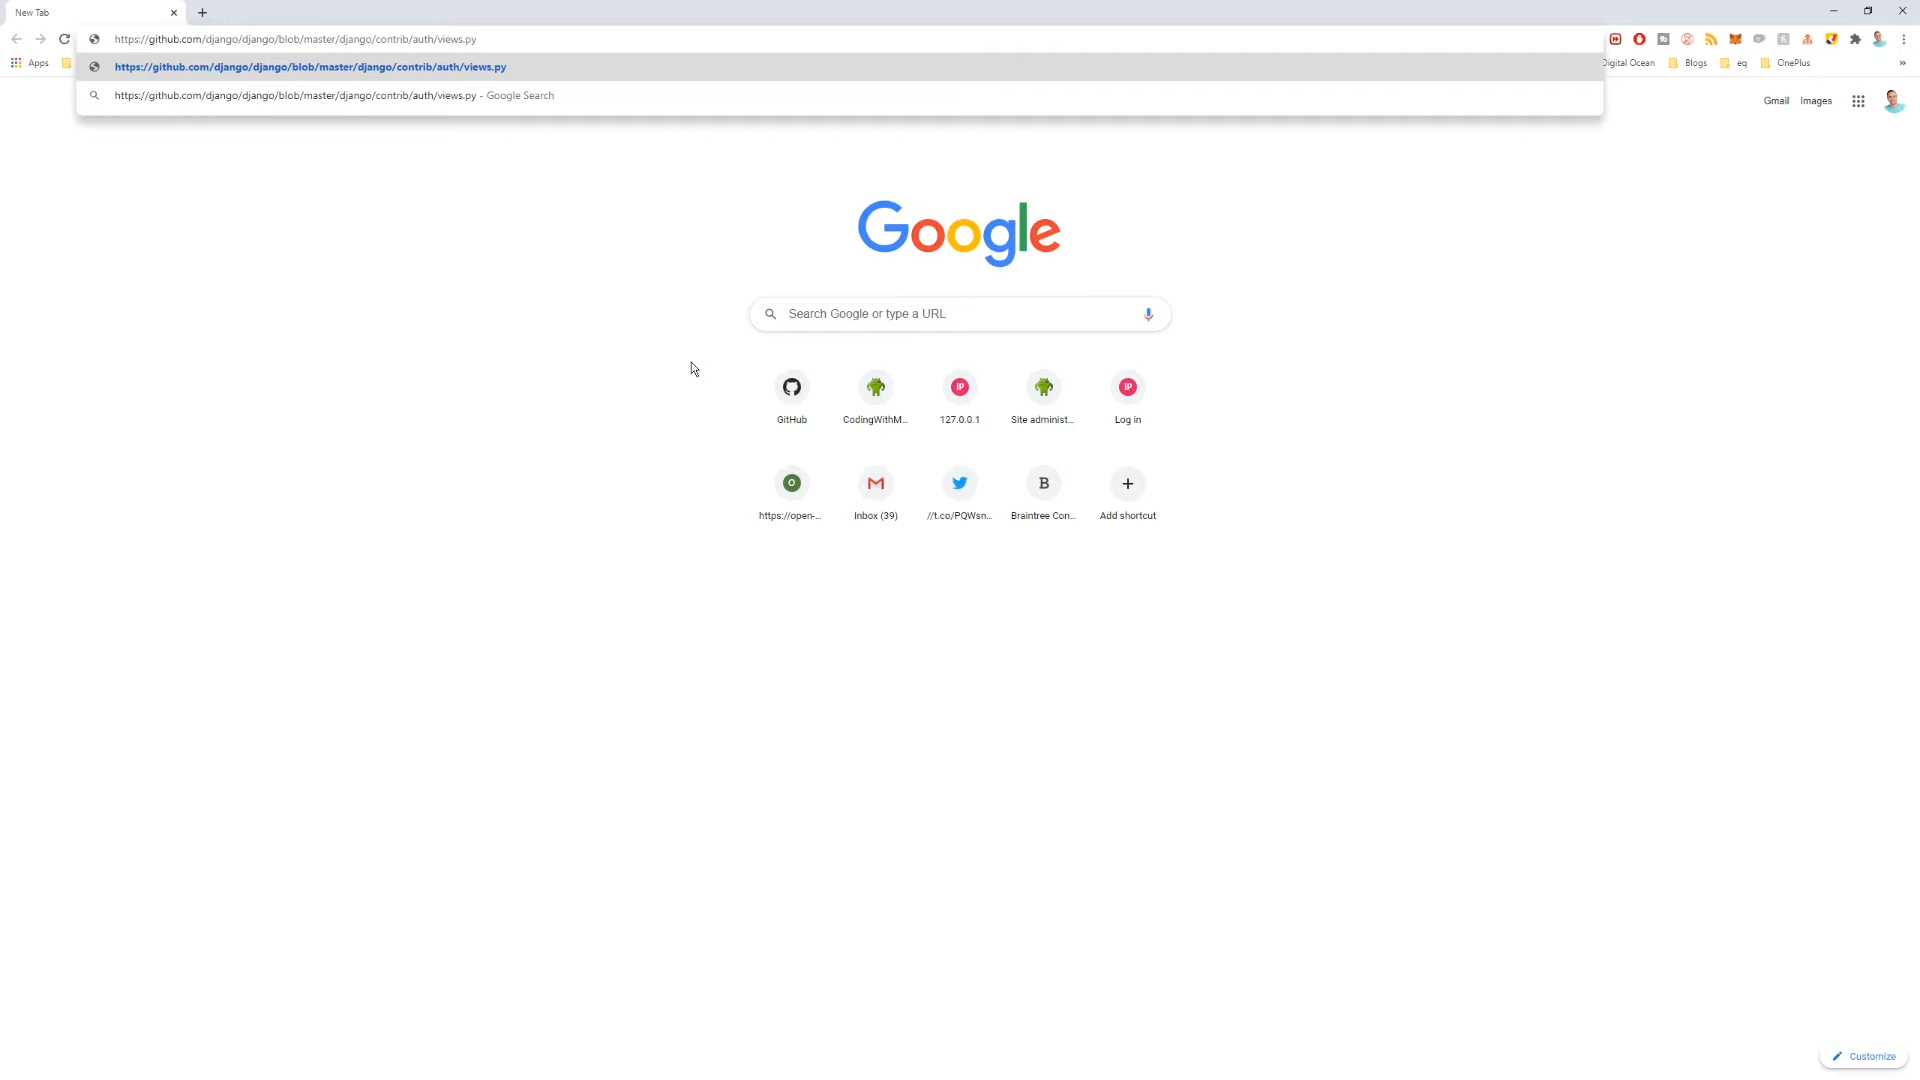 New Tab
https://github.com/django/django/blob/master/django/contrib/auth/views.py
https://github.com/django/django/blob/master/django/contrib/auth/views.py
https://github.com/django/django/blob/master/django/contrib/auth/views.py - Google Search
Apps
Digital Ocean
Blogs
eq
OnePlus
Gmail
Images
Google
Search Google or type a URL
IP
IP
GitHub
CodingWithM...
127.0.0.1
Site administ...
Log in
O
B
https://open-...
Inbox (39)
//t.co/PQWsn...
Braintree Con...
Add shortcut
Customize